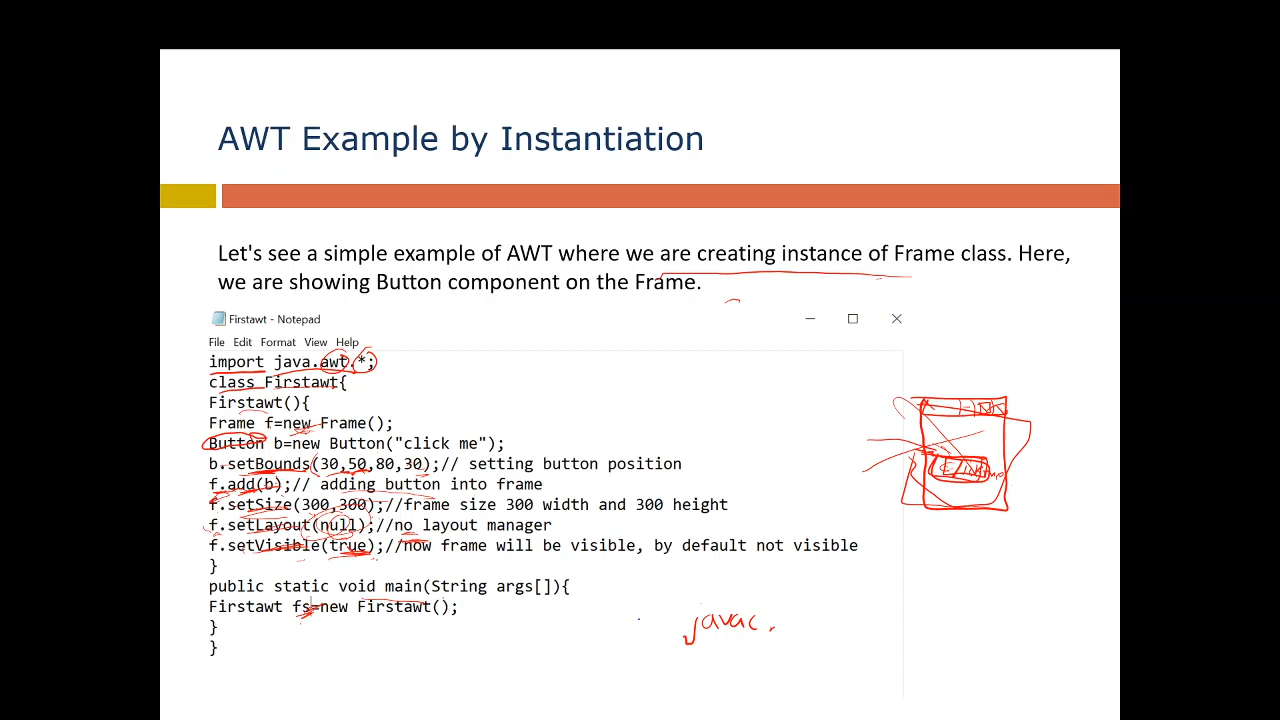 AWT Example by Instantiation
Let's see a simple example of AWT where we are creating instance of Frame class. Here,
we are showing Button component on the Frame.
Firstawt - Notepad
File Edit Format View Help
import java.awt.*;
class Firstawt{
Firstawt(){
Frame f=new Frame();
Button b=new Button("click me");
b.setBounds(30,50,80,30);// setting button position
f.add(b);// adding button into frame
f.setSize(300,300);//frame size 300 width and 300 height
f.setLayout(null);//no layout manager
f.setVisible(true);//now frame will be visible, by default not visible
}
public static void main(String args[]){
Firstawt fs=new Firstawt();
}
}
javac.